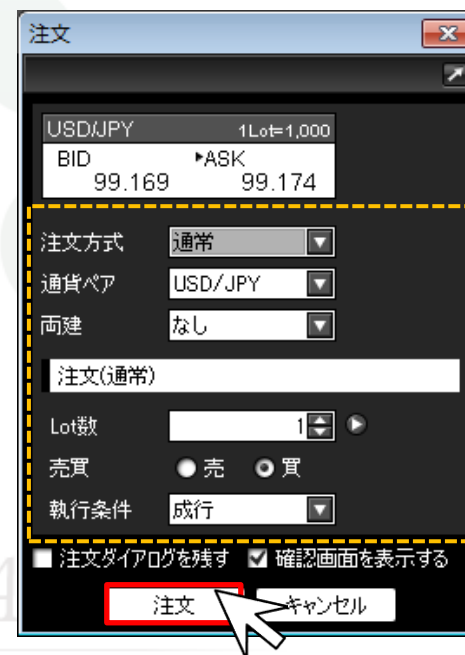 注文
USD/JPY 1Lot=1,000
BID ▶ASK
99.169 99.174
注文方式 通常
通貨ペア USD/JPY
両建 なし
注文(通常)
Lot数 1
売買 売 買
執行条件 成行
注文ダイアログを残す 確認画面を表示する
注文 キャンセル